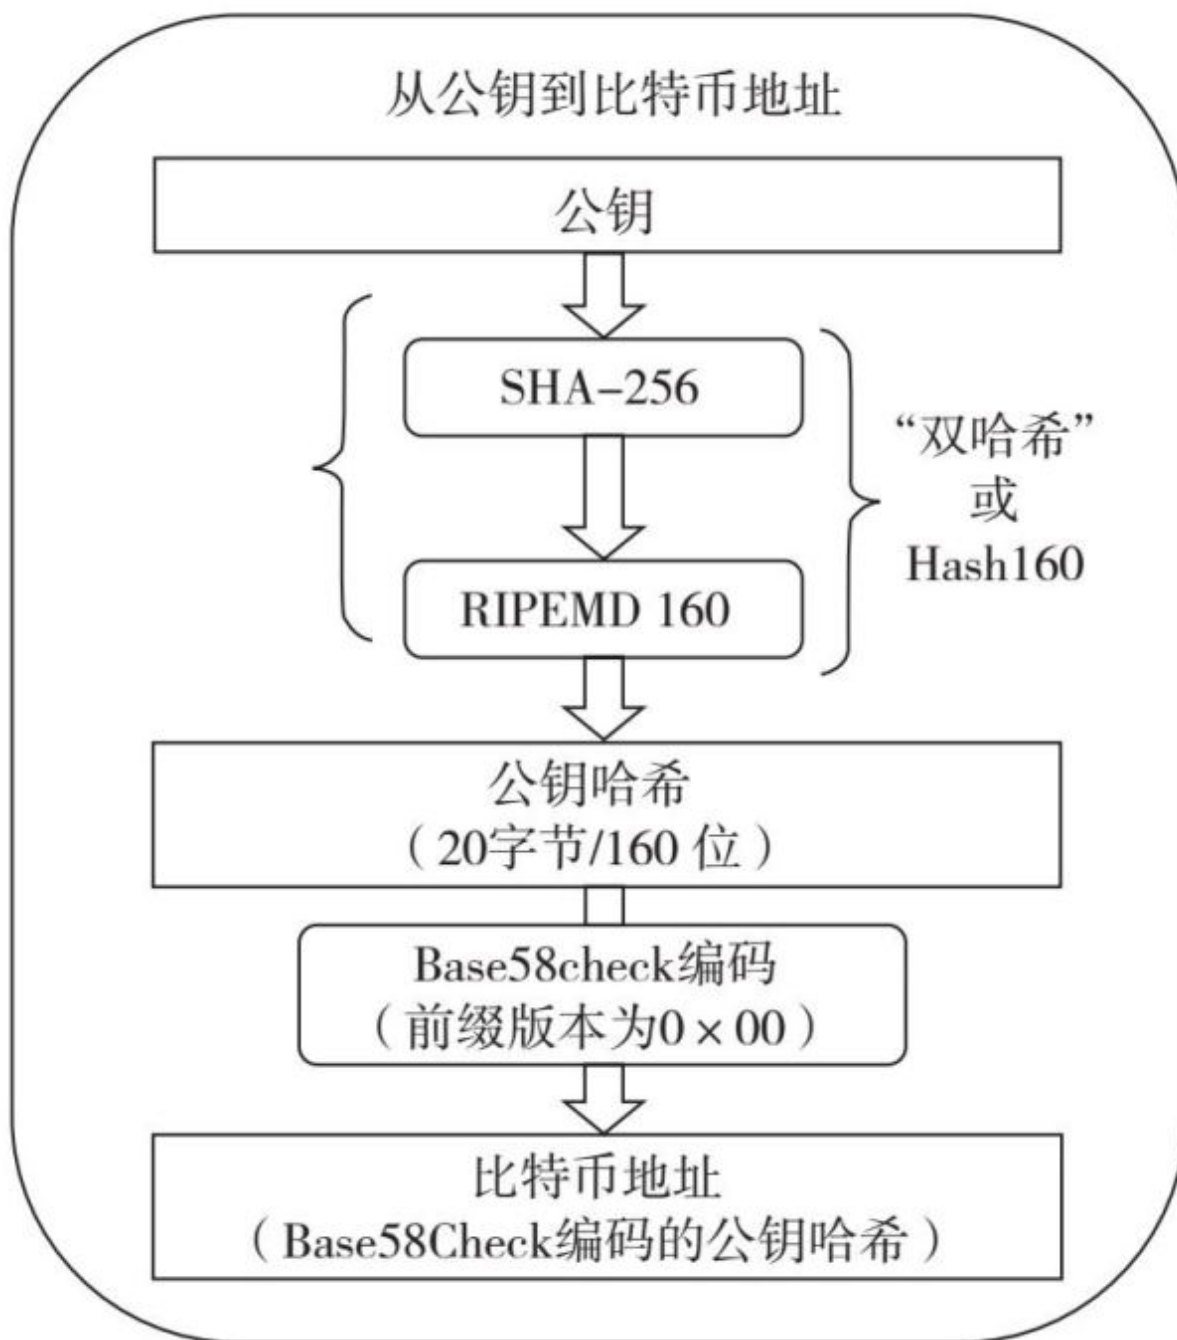 从公钥到比特币地址
公钥
SHA-256
“双哈希”
或
Hash160
RIPEMD 160
公钥哈希
（20字节/160 位）
Base58check编码
（前缀版本为0×00）
比特币地址
（Base58Check编码的公钥哈希）